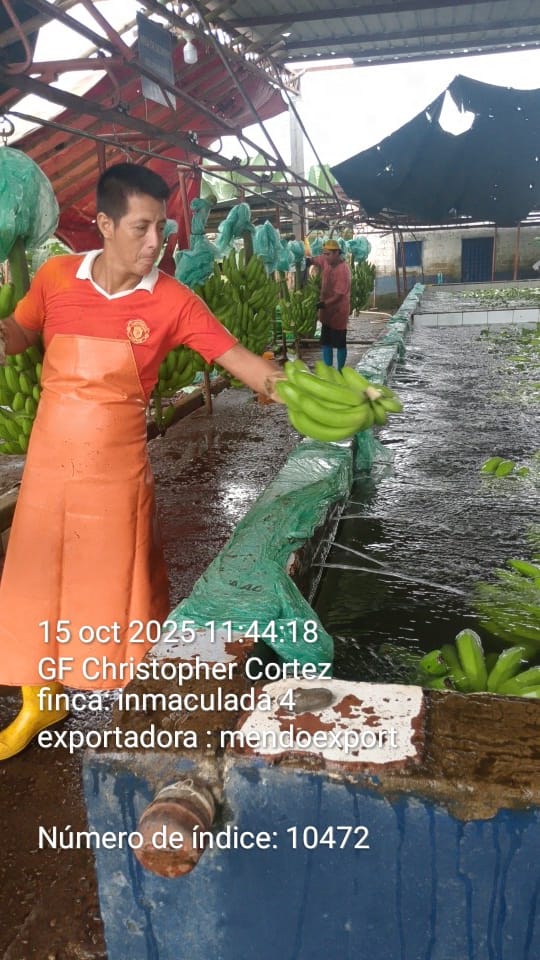 15 oct 2025 11:44:18
GF Christopher Cortez
finca: inmaculada 4
exportadora : mendoexport
Número de índice: 10472